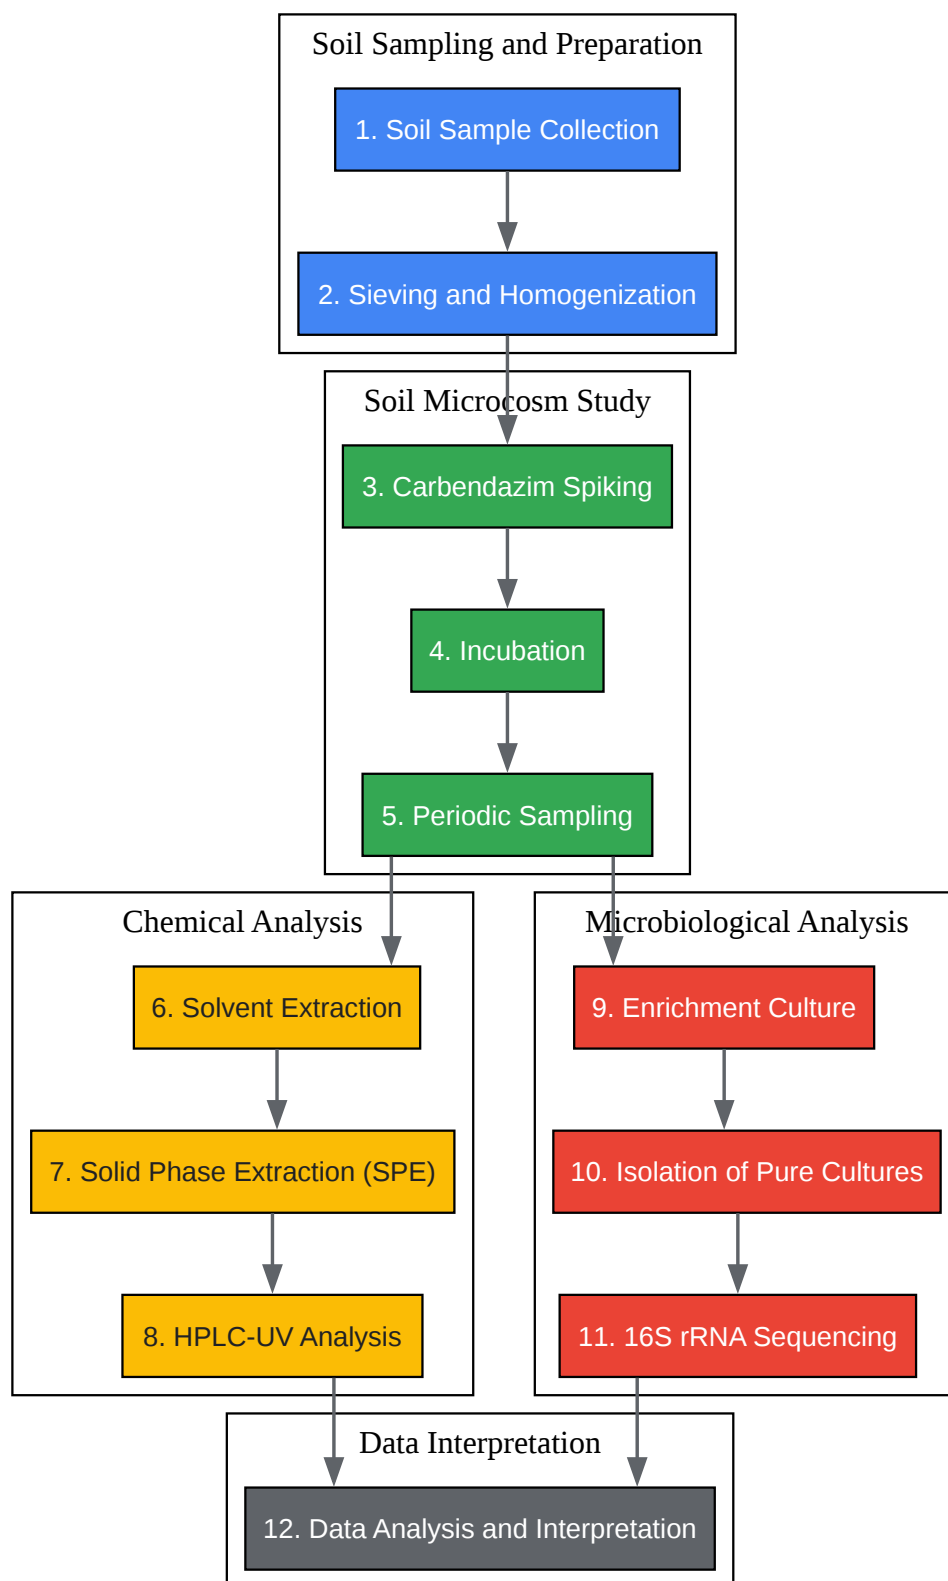 Soil Sampling and Preparation
1. Soil Sample Collection
2. Sieving and Homogenization
Soil Microcosm Study
3. Carbendazim Spiking
4. Incubation
5. Periodic Sampling
Chemical Analysis
6. Solvent Extraction
7. Solid Phase Extraction (SPE)
8. HPLC-UV Analysis
Microbiological Analysis
9. Enrichment Culture
10. Isolation of Pure Cultures
11. 16S rRNA Sequencing
Data Interpretation
12. Data Analysis and Interpretation